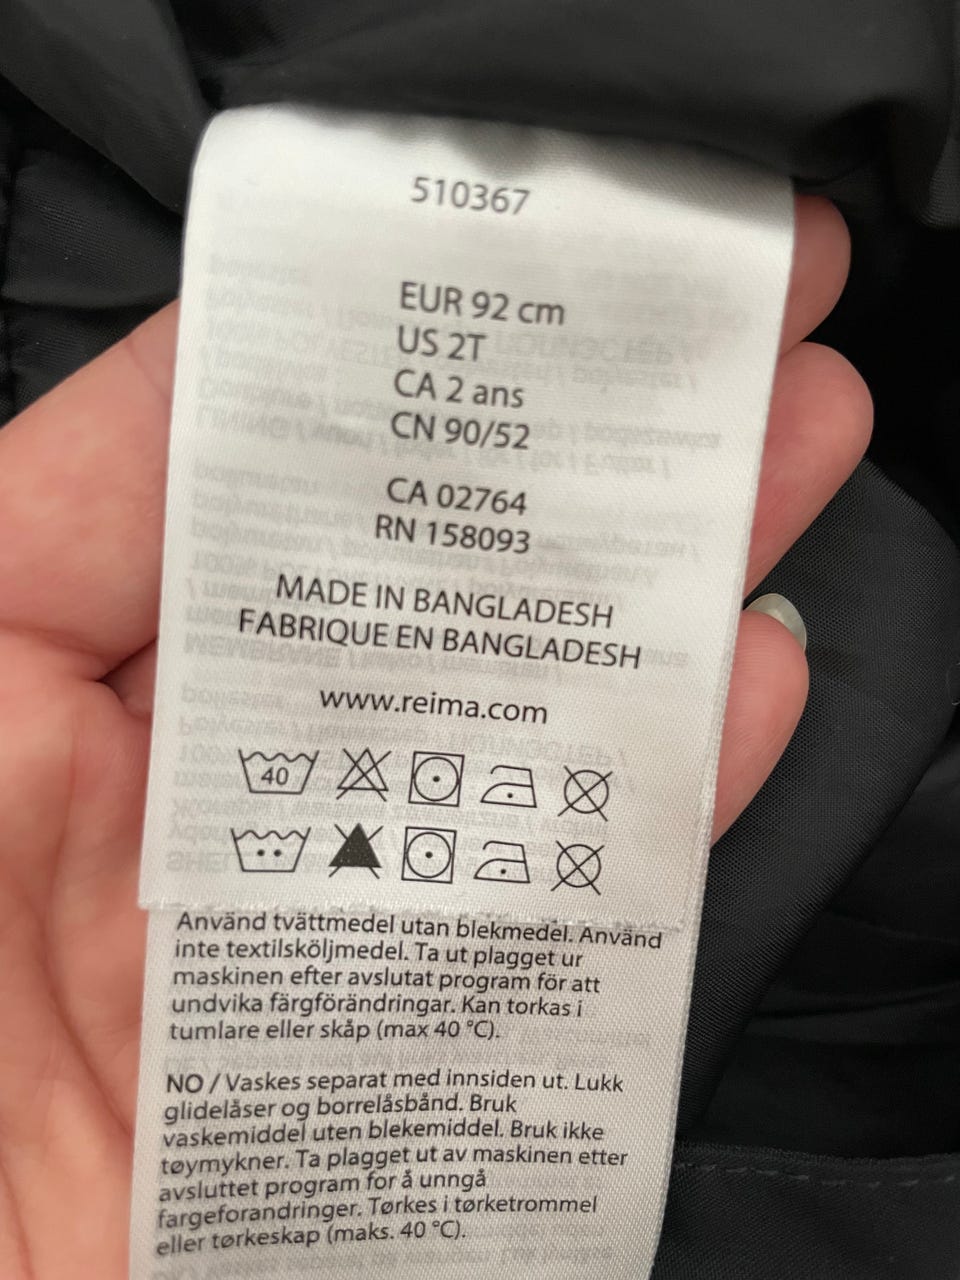 510367
EUR 92 cm
US 2T
CA 2 ans
CN 90/52
CA 02764
RN 158093
MADE IN BANGLADESH
FABRIQUE EN BANGLADESH
www.reima.com
40
Använd tvättmedel utan blekmedel. Använd
inte textilsköljmedel. Ta ut plagget ur
maskinen efter avslutat program för att
undvika färgförändringar. Kan torkas i
tumlare eller skåp (max 40 °C).
NO / Vaskes separat med innsiden ut. Lukk
glidelåser og borrelåsbånd. Bruk
vaskemiddel uten blekemiddel. Bruk ikke
tøymykner. Ta plagget ut av maskinen etter
avsluttet program for å unngå
fargeforandringer. Tørkes i tørketrommel
eller tørkeskap (maks. 40 °C).